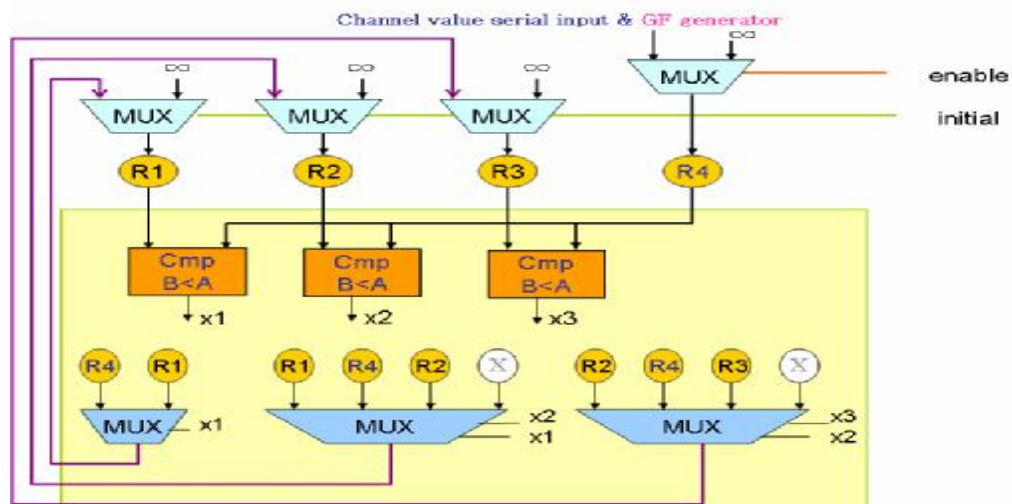 Channel value serial input & GF generator
∞ ∞ ∞ ∞
MUX enable
MUX MUX MUX initial
R1 R2 R3 R4
Cmp B<A Cmp B<A Cmp B<A
x1 x2 x3
R4 R1 R1 R4 R2 X R2 R4 R3 X
MUX x1 MUX x2 x1 MUX x3 x2